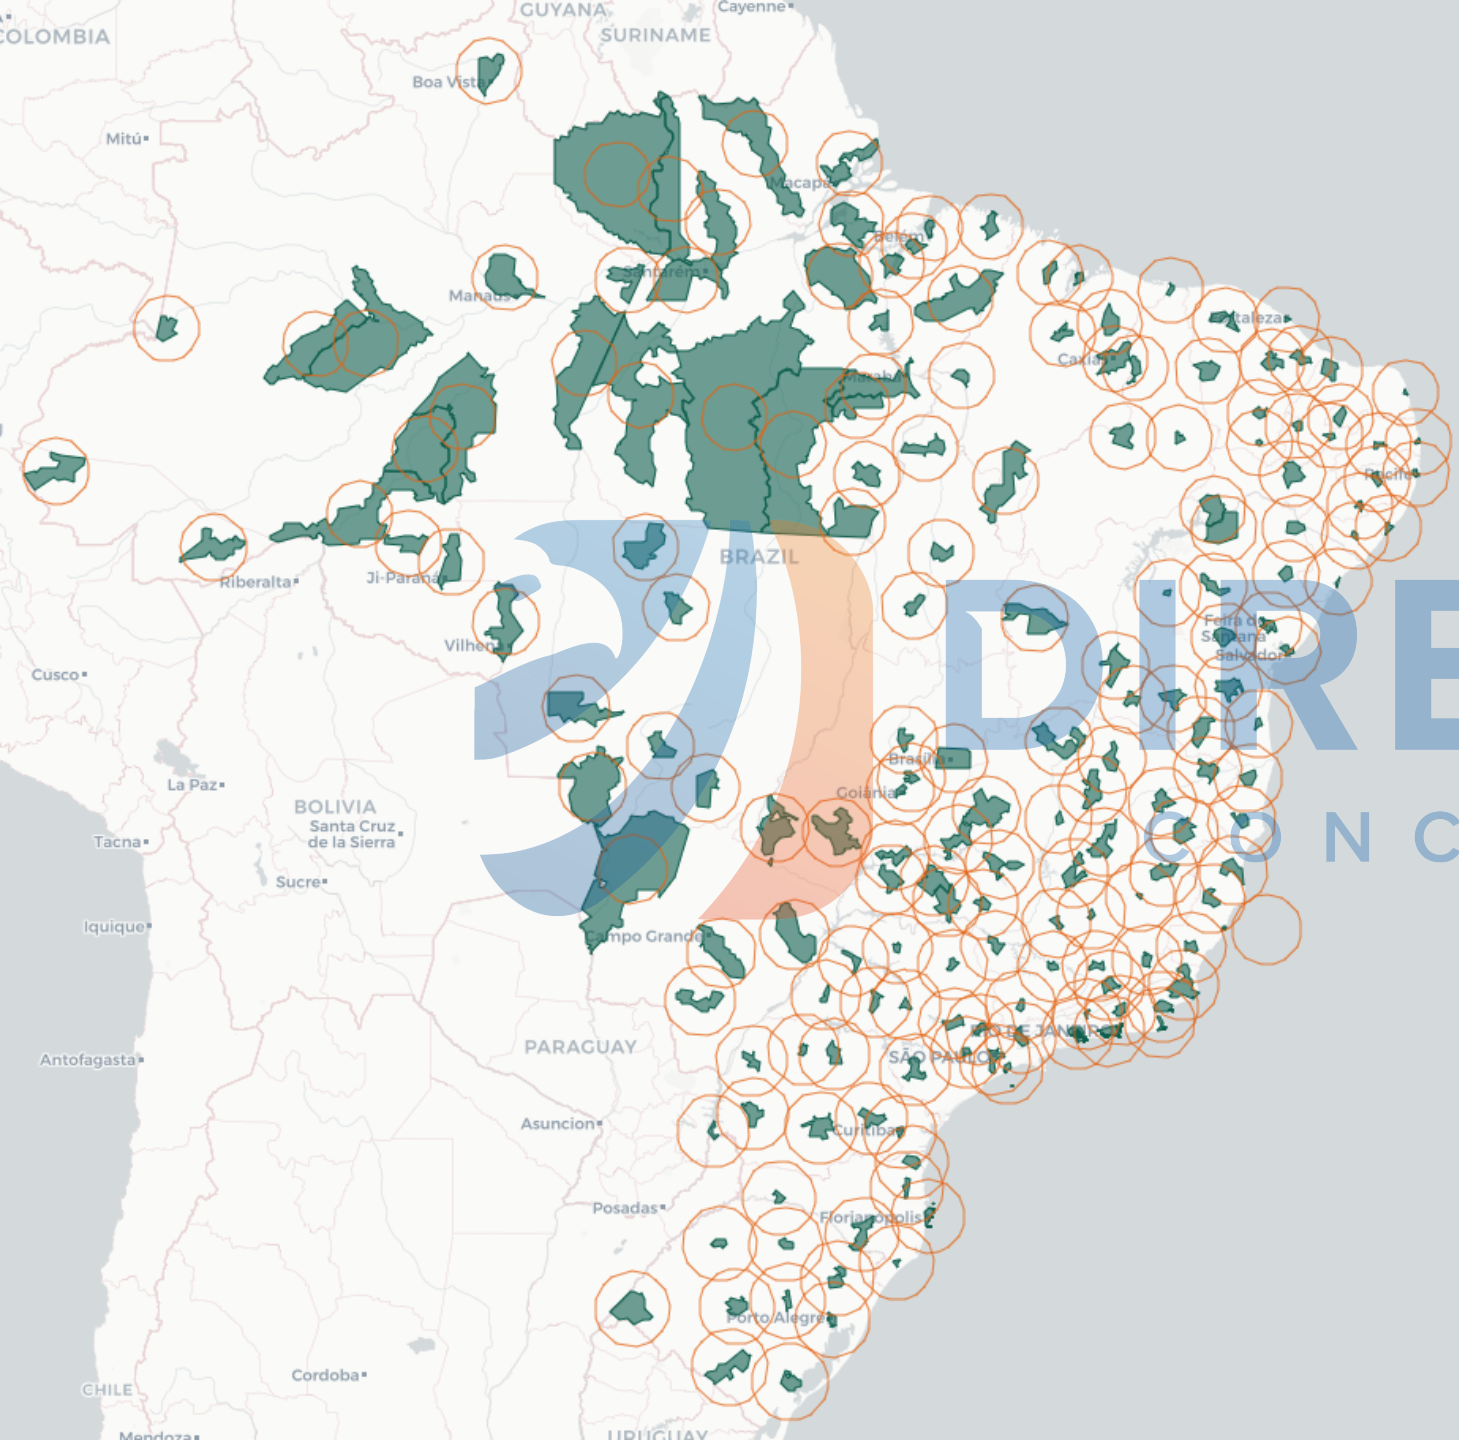 GUYANA
Cayenne
COLOMBIA
SURINAME
Boa Vista
Mitú
Macapá
Belém
Santarém
Manaus
Fortaleza
Caxias
Marabá
Recife
BRAZIL
Riberalta
Ji-Paraná
DIRE
Feira de
Santana
Salvador
Vilhena
Cusco
La Paz
Brasília
BOLIVIA
Goiânia
Santa Cruz
de la Sierra
Tacna
CONC
Sucre
Iquique
Campo Grande
RIO DE JANEIRO
PARAGUAY
SÃO PAULO
Antofagasta
Asuncion
Curitiba
Posadas
Florianópolis
Porto Alegre
Cordoba
CHILE
Mendoza
URUGUAY